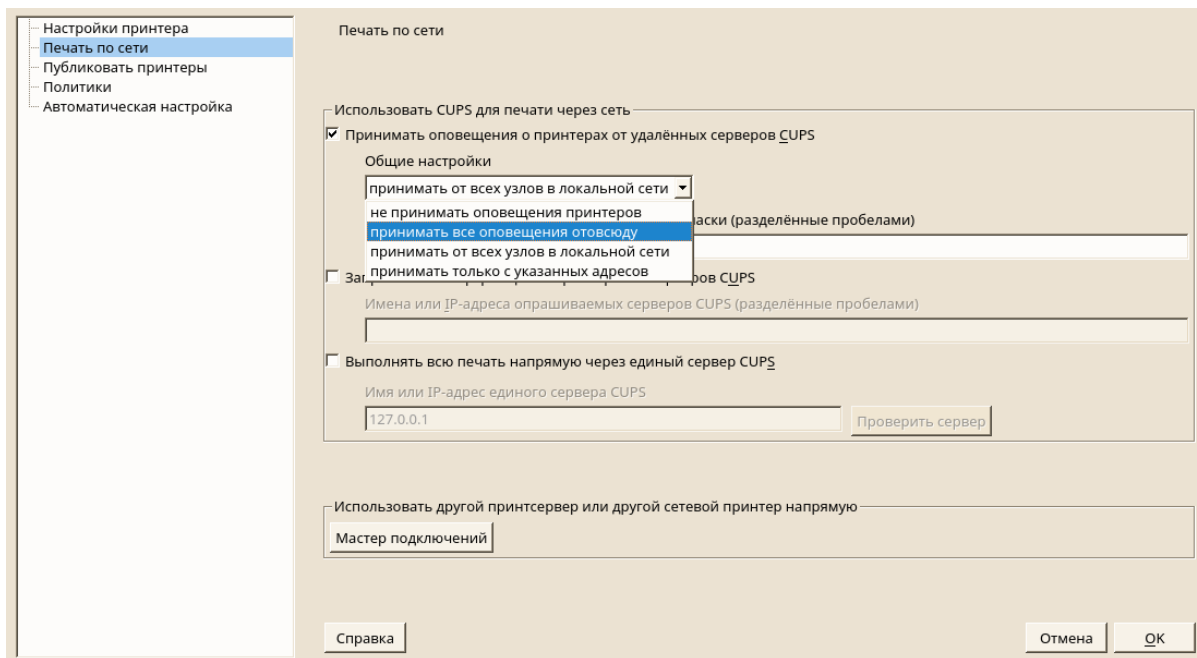 Настройки принтера
Печать по сети
Публиковать принтеры
Политики
Автоматическая настройка
Печать по сети
Использовать CUPS для печати через сеть
Принимать оповещения о принтерах от удалённых серверов CUPS
Общие настройки
принимать от всех узлов в локальной сети
не принимать оповещения принтеров
(разделённые пробелами)
принимать все оповещения отовсюду
принимать от всех узлов в локальной сети
принимать только с указанных адресов
CUPS
Имена или IP-адреса опрашиваемых серверов CUPS (разделённые пробелами)
Выполнять всю печать напрямую через единый сервер CUPS
Имя или IP-адрес единого сервера CUPS
127.0.0.1
Проверить сервер
Использовать другой принтсервер или другой сетевой принтер напрямую
Мастер подключений
Справка
Отмена
OK